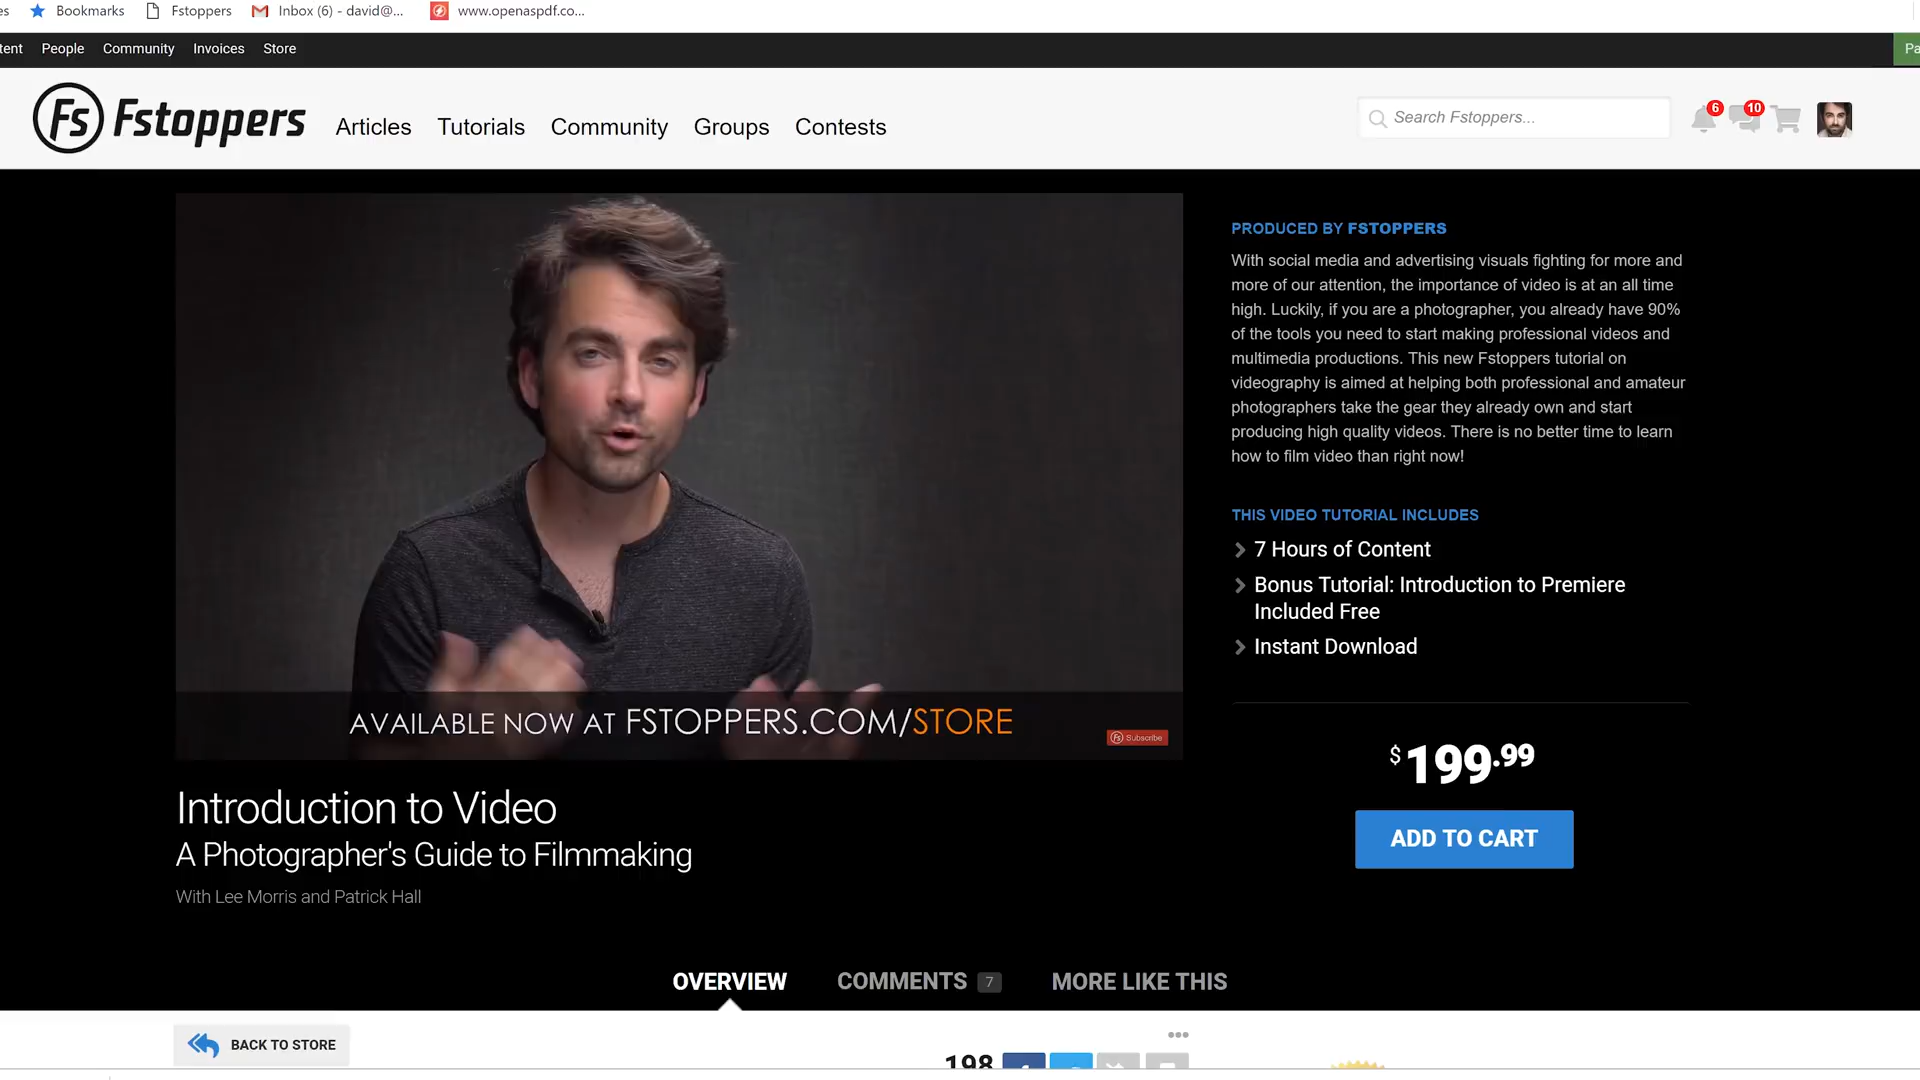 Bookmarks Fstoppers Inbox (6) - david@... www.openaspdf.co...
People Community Invoices Store
Fs Fstoppers Articles Tutorials Community Groups Contests Search Fstoppers... 6 10
AVAILABLE NOW AT FSTOPPERS.COM/STORE
Fs Subscribe
Introduction to Video
A Photographer's Guide to Filmmaking
With Lee Morris and Patrick Hall
PRODUCED BY FSTOPPERS
With social media and advertising visuals fighting for more and
more of our attention, the importance of video is at an all time
high. Luckily, if you are a photographer, you already have 90%
of the tools you need to start making professional videos and
multimedia productions. This new Fstoppers tutorial on
videography is aimed at helping both professional and amateur
photographers take the gear they already own and start
producing high quality videos. There is no better time to learn
how to film video than right now!
THIS VIDEO TUTORIAL INCLUDES
7 Hours of Content
Bonus Tutorial: Introduction to Premiere
Included Free
Instant Download
$199.99
ADD TO CART
OVERVIEW COMMENTS 7 MORE LIKE THIS
BACK TO STORE
198